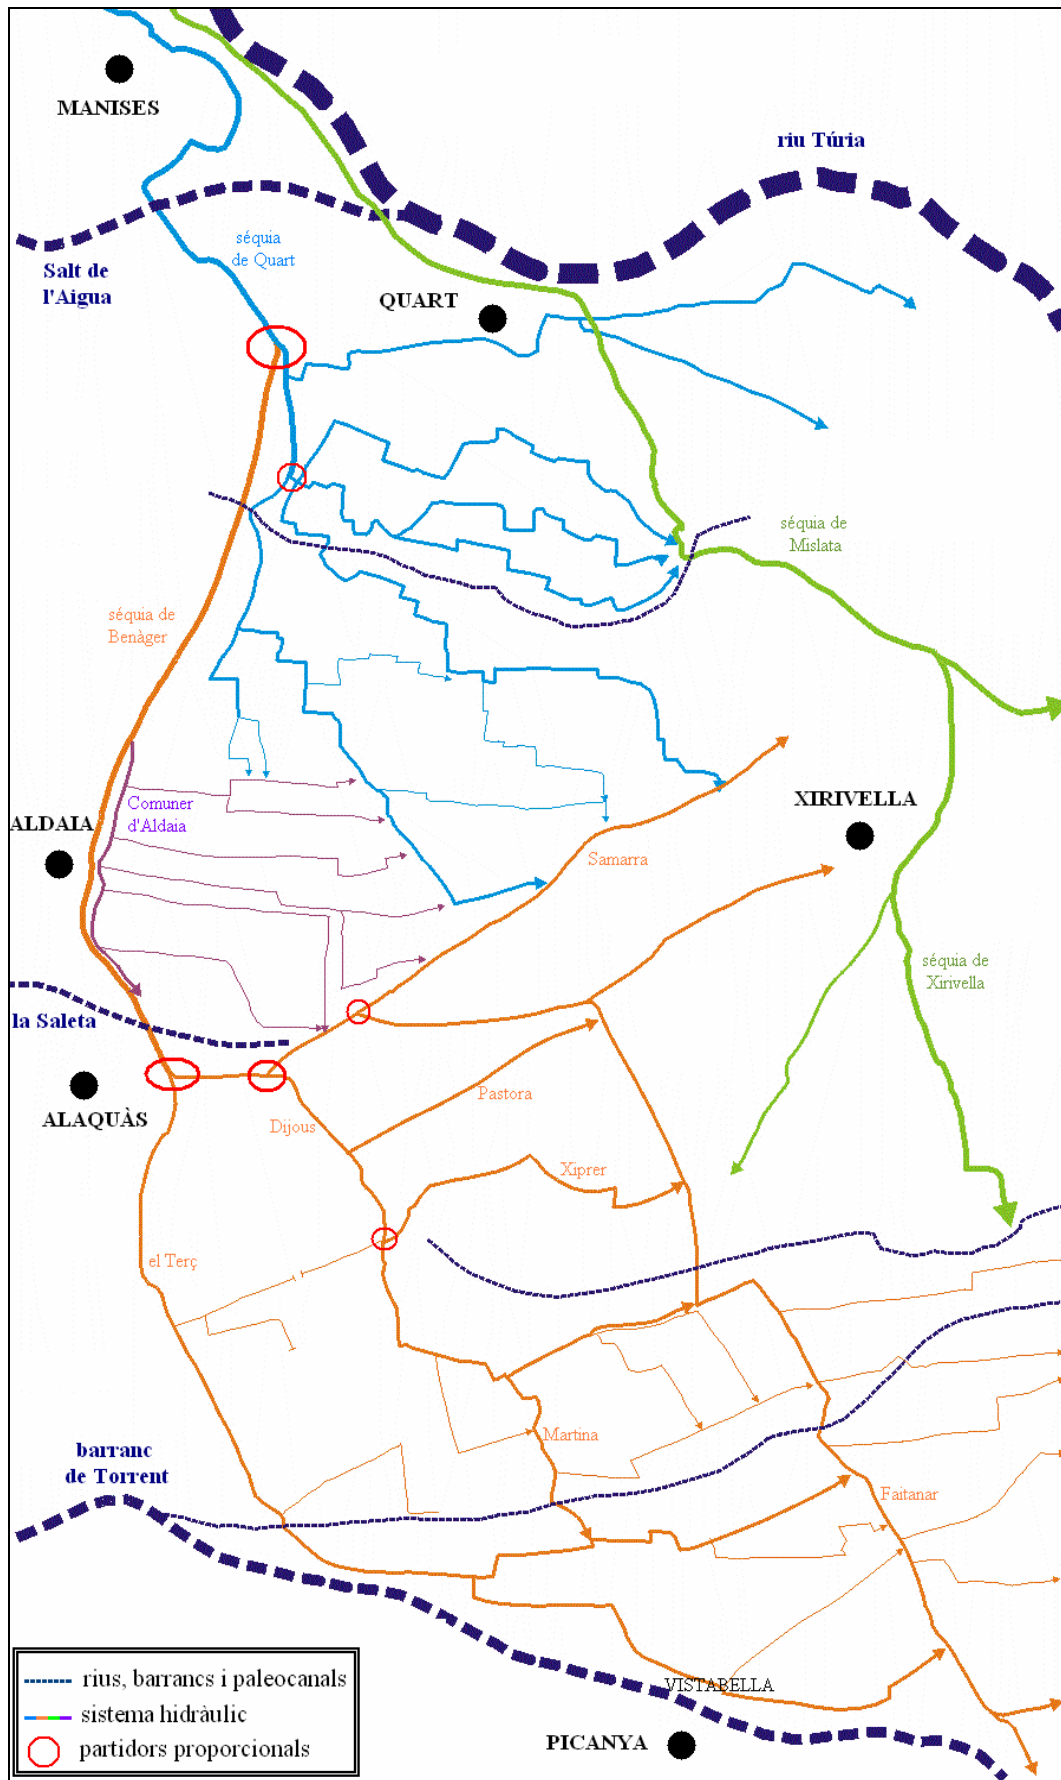 MANISES
riu Túria
séquia
de Quart
Salt de
l'Aigua
QUART
séquia de
Mislata
séquia de
Benàger
Comuner
d'Aldaia
ALDAIA
XIRIVELLA
Samarra
séquia de
Xirivella
la Saleta
ALAQUÀS
Pastora
Dijous
Xiprer
el Terç
Martina
barranc
de Torrent
Faitanar
VISTABELLA
PICANYA
rius, barrancs i paleocanals
sistema hidràulic
partidors proporcionals